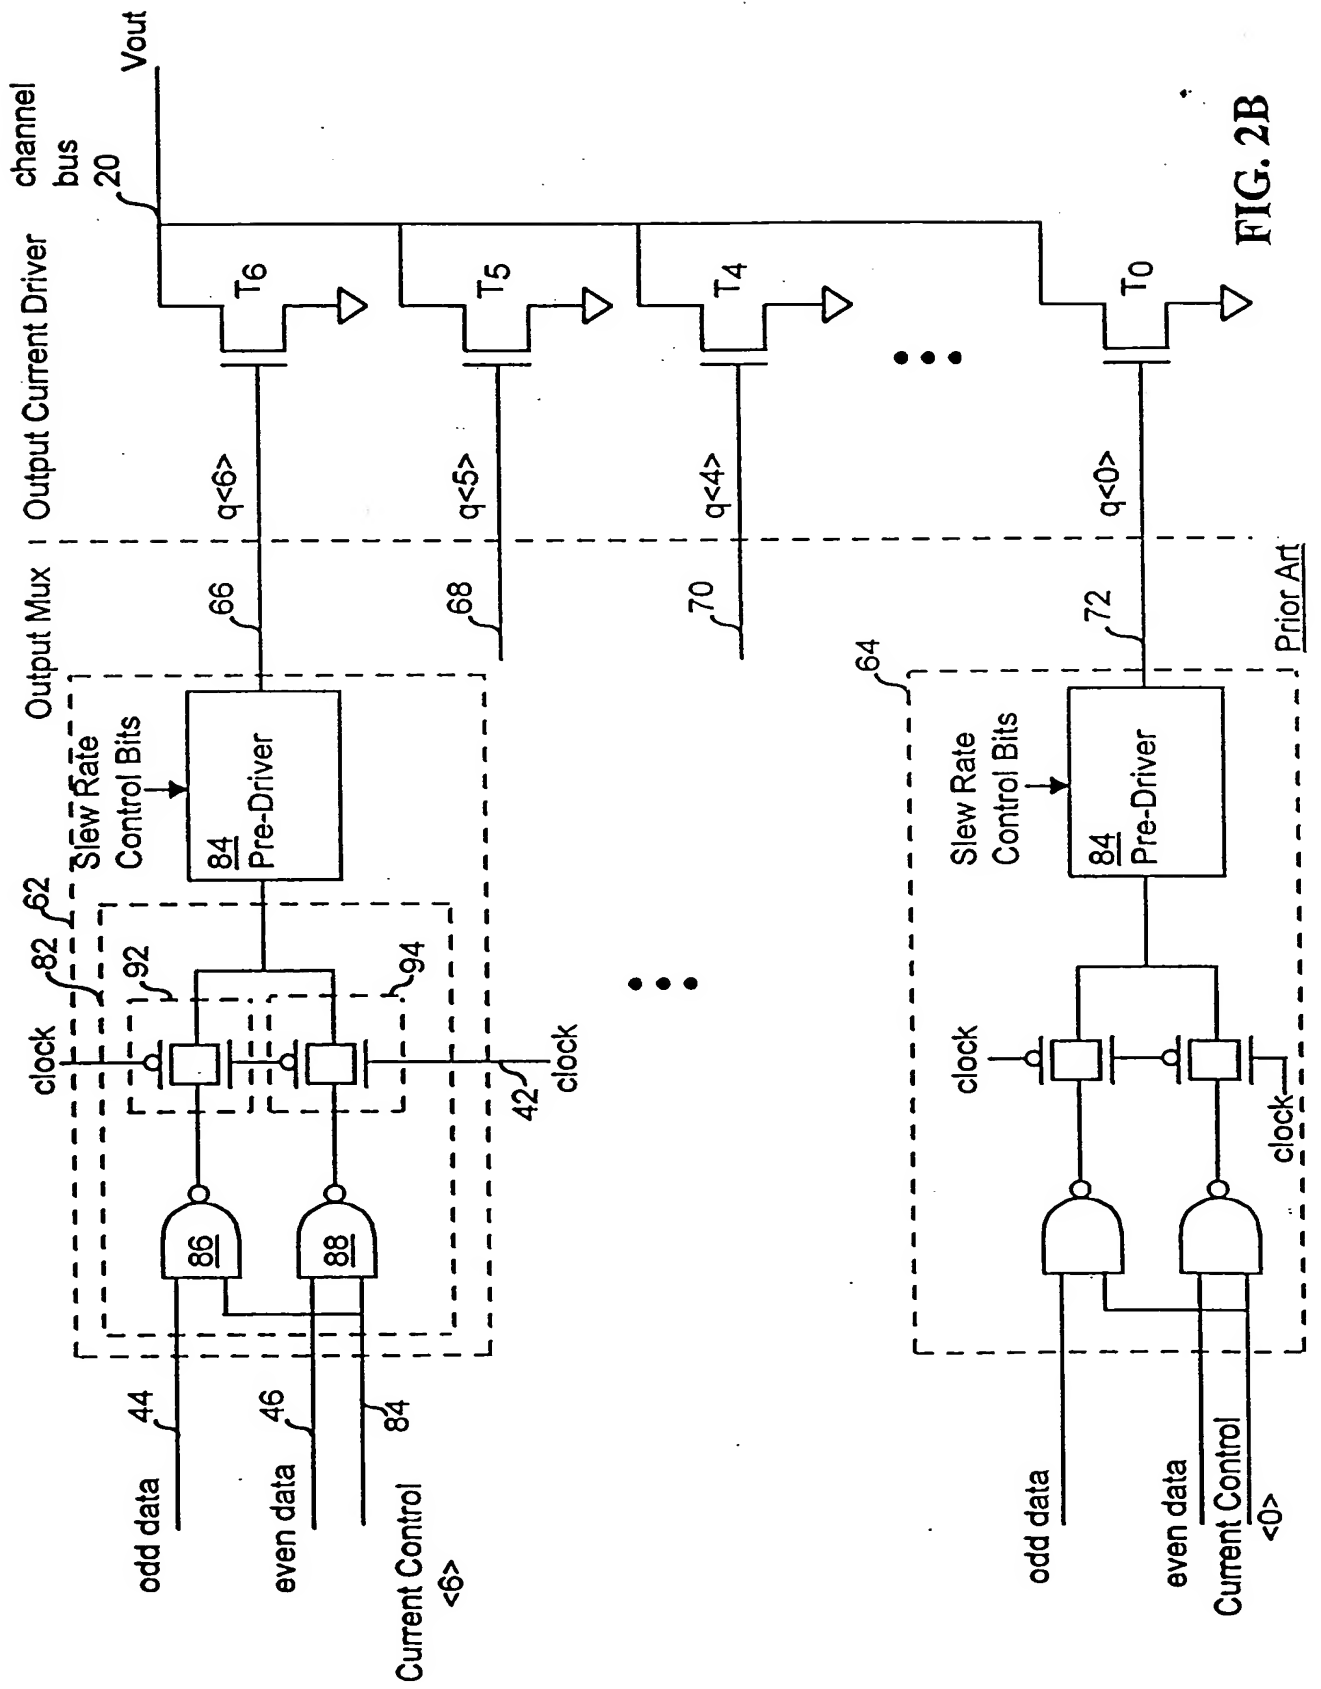 Output Mux
Output Current Driver
channel
bus
20
Vout
clock
82
62
Slew Rate
Control Bits
92
odd data
44
86
84
Pre-Driver
66
q<6>
T6
even data
46
88
94
84
Current Control
<6>
42
clock
68
q<5>
T5
70
q<4>
T4
64
clock
Slew Rate
Control Bits
odd data
84
Pre-Driver
72
q<0>
T0
even data
Current Control
<0>
clock
Prior Art
FIG. 2B